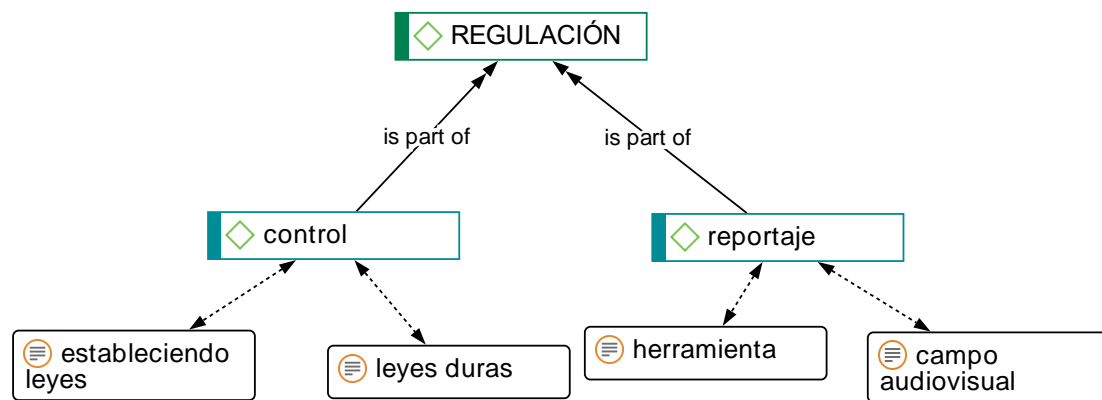 REGULACIÓN
is part of
is part of
control
reportaje
estableciendo
leyes
leyes duras
herramienta
campo
audiovisual